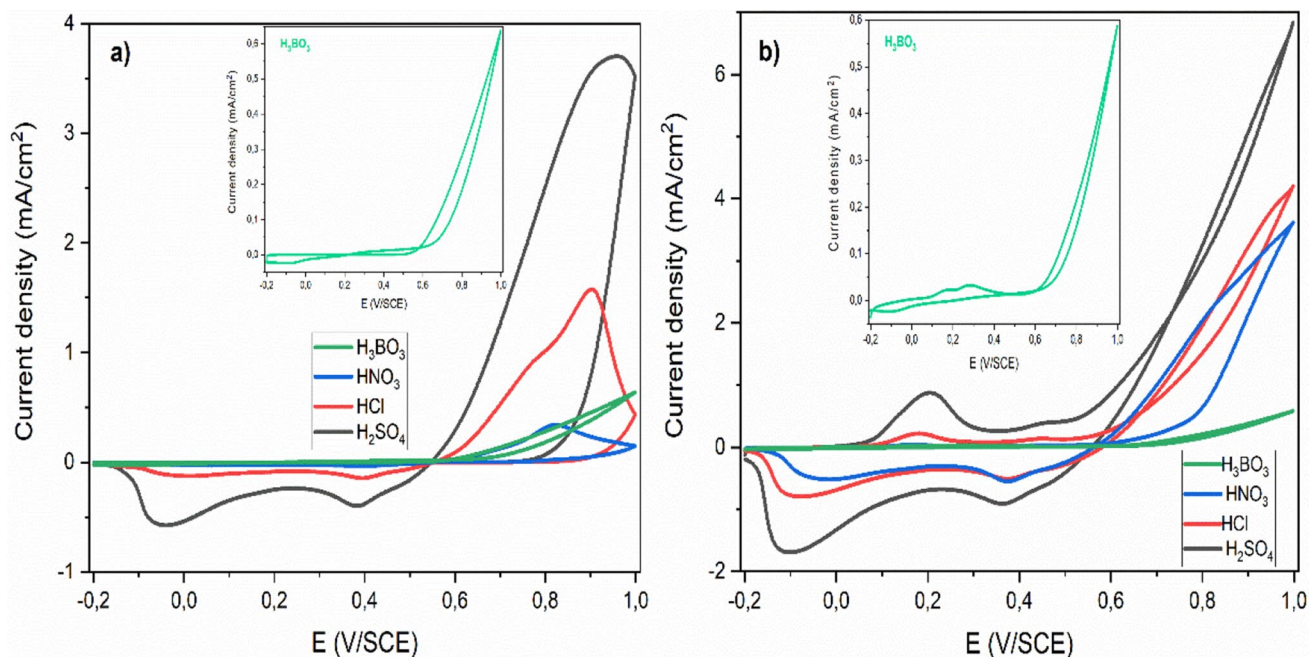 a)
H₃BO₃
Current density (mA/cm²)
0,6
0,5
0,4
0,3
0,2
0,1
0,0
-0,2 0,0 0,2 0,4 0,6 0,8 1,0
E (V/SCE)
H₃BO₃
HNO₃
HCl
H₂SO₄
Current density (mA/cm²)
4
3
2
1
0
-1
-0,2 0,0 0,2 0,4 0,6 0,8 1,0
E (V/SCE)
b)
H₃BO₃
Current density (mA/cm²)
0,6
0,5
0,4
0,3
0,2
0,1
0,0
-0,2 0,0 0,2 0,4 0,6 0,8 1,0
E (V/SCE)
H₃BO₃
HNO₃
HCl
H₂SO₄
Current density (mA/cm²)
6
4
2
0
-2
-0,2 0,0 0,2 0,4 0,6 0,8 1,0
E (V/SCE)